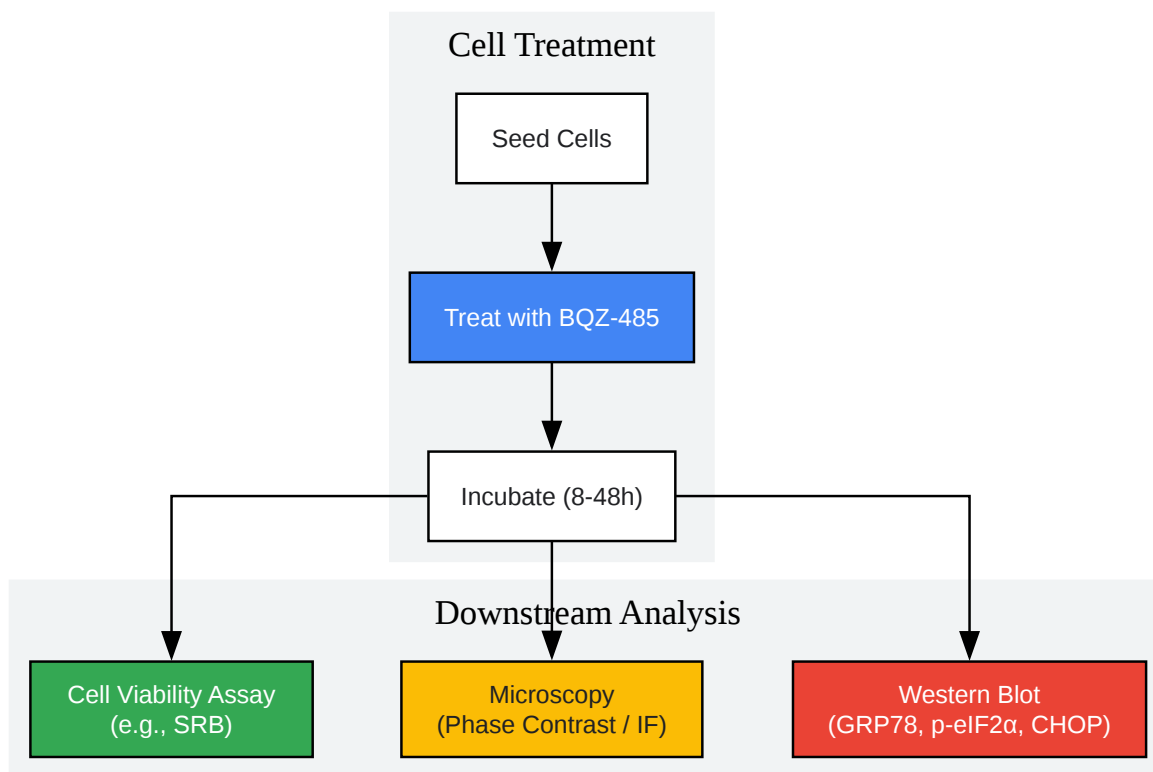 Cell Treatment
Seed Cells
Treat with BQZ-485
Incubate (8-48h)
Downstream Analysis
Cell Viability Assay
(e.g., SRB)
Microscopy
(Phase Contrast / IF)
Western Blot
(GRP78, p-eIF2α, CHOP)